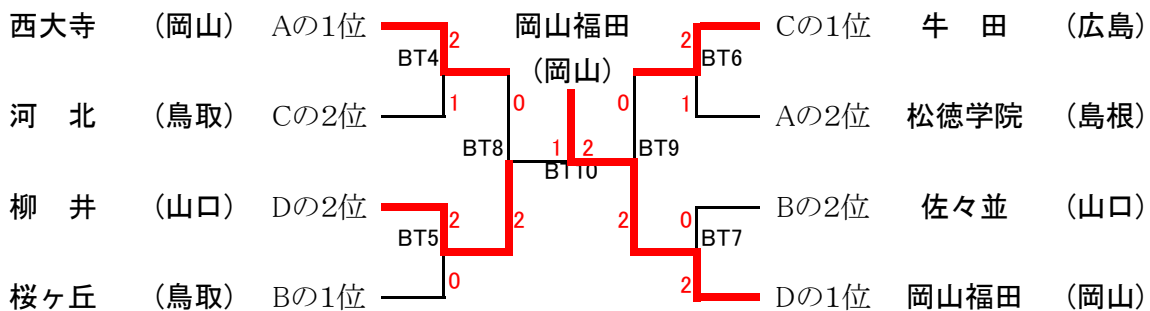 西大寺 (岡山) Aの1位 2 岡山福田 2 Cの1位 牛 田 (広島)
BT4 (岡山) BT6
河 北 (鳥取) Cの2位 1 0 0 1 Aの2位 松徳学院 (島根)
BT8 1 2 BT9
BT10
柳 井 (山口) Dの2位 2 2 2 0 Bの2位 佐々並 (山口)
BT5 BT7
桜ヶ丘 (鳥取) Bの1位 0 2 Dの1位 岡山福田 (岡山)